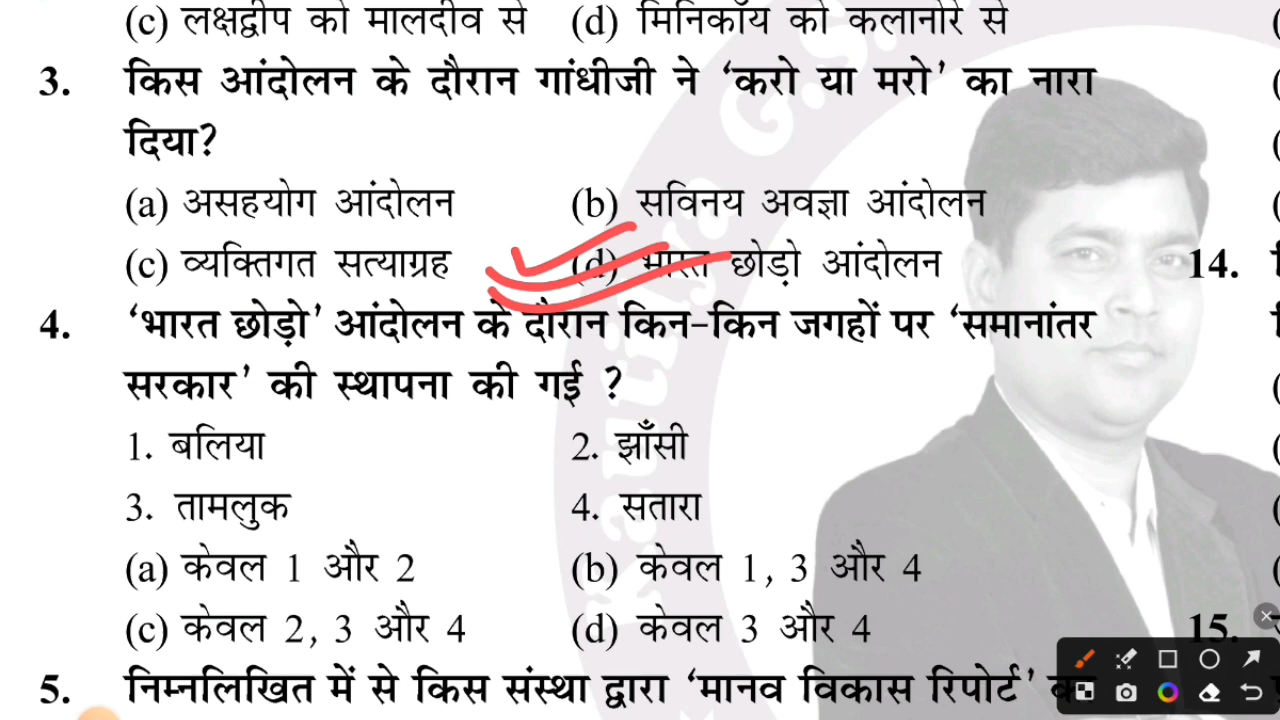 (c) लक्षद्वीप को मालदीव से (d) मिनिकॉय को कलानोर से
3. किस आंदोलन के दौरान गांधीजी ने ‘करो या मरो’ का नारा
दिया?
(a) असहयोग आंदोलन (b) सविनय अवज्ञा आंदोलन
(c) व्यक्तिगत सत्याग्रह (d) भारत छोड़ो आंदोलन
4. ‘भारत छोड़ो’ आंदोलन के दौरान किन-किन जगहों पर ‘समानांतर
सरकार’ की स्थापना की गई ?
1. बलिया 2. झाँसी
3. तामलुक 4. सतारा
(a) केवल 1 और 2 (b) केवल 1, 3 और 4
(c) केवल 2, 3 और 4 (d) केवल 3 और 4
5. निम्नलिखित में से किस संस्था द्वारा ‘मानव विकास रिपोर्ट’
14.
15.